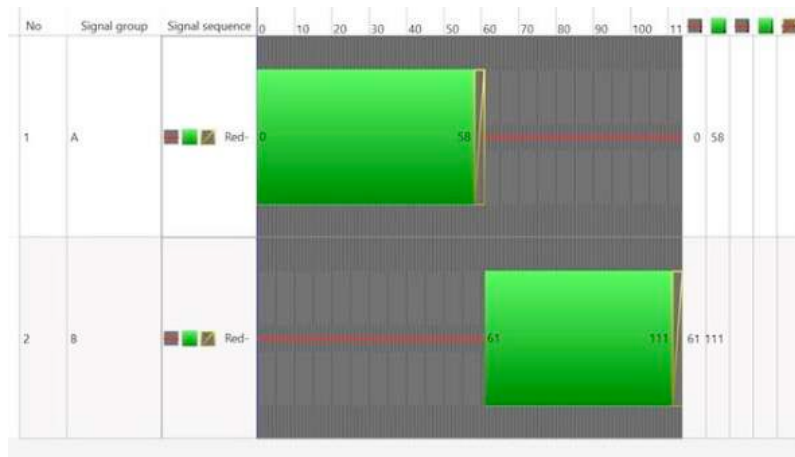 No Signal group Signal sequence 0 10 20 30 40 50 60 70 80 90 100 11
1 A Red- 0 58 0 58
2 B Red- 61 111 61 111